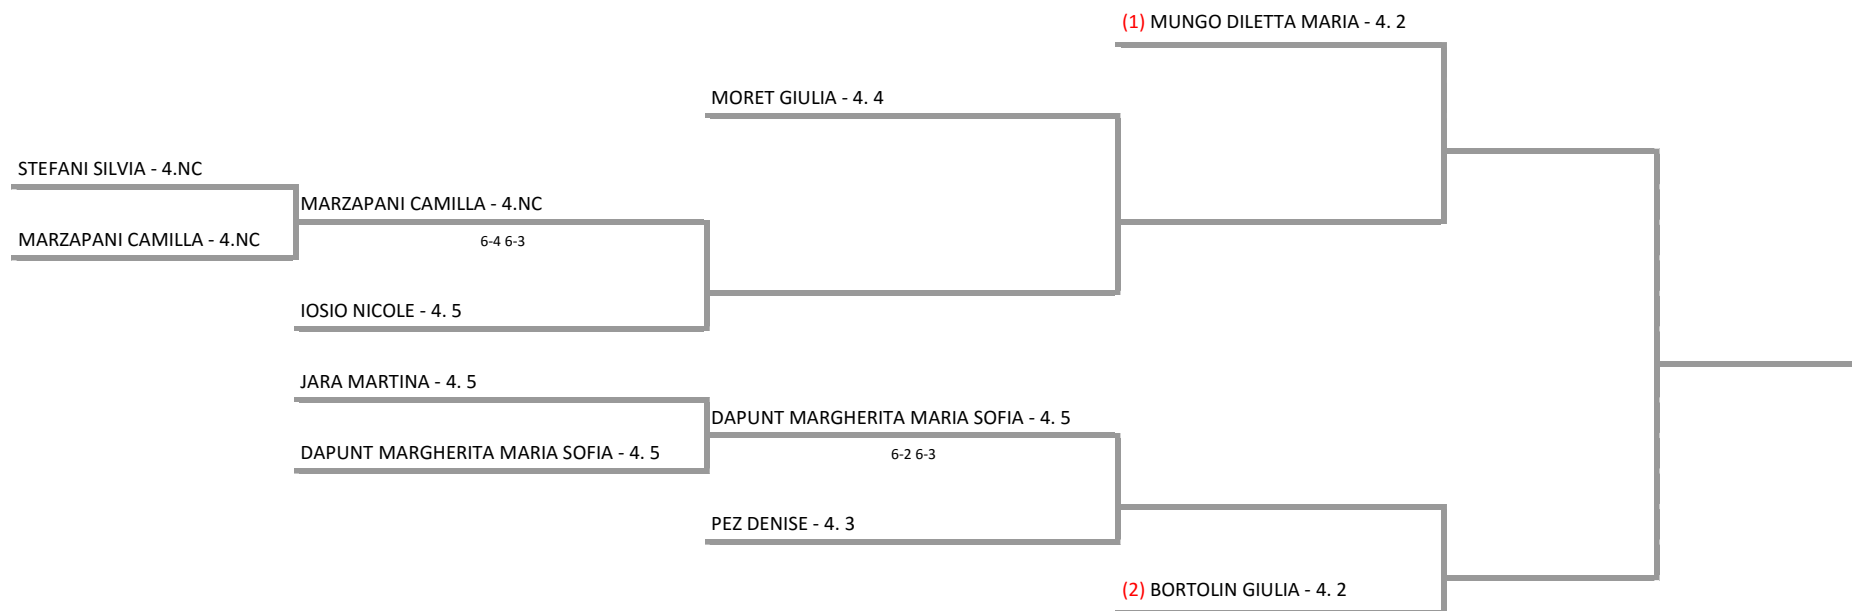 (1) MUNGO DILETTA MARIA - 4. 2
MORET GIULIA - 4. 4
STEFANI SILVIA - 4.NC
MARZAPANI CAMILLA - 4.NC
MARZAPANI CAMILLA - 4.NC
6-4 6-3
IOSIO NICOLE - 4. 5
JARA MARTINA - 4. 5
DAPUNT MARGHERITA MARIA SOFIA - 4. 5
DAPUNT MARGHERITA MARIA SOFIA - 4. 5
6-2 6-3
PEZ DENISE - 4. 3
(2) BORTOLIN GIULIA - 4. 2